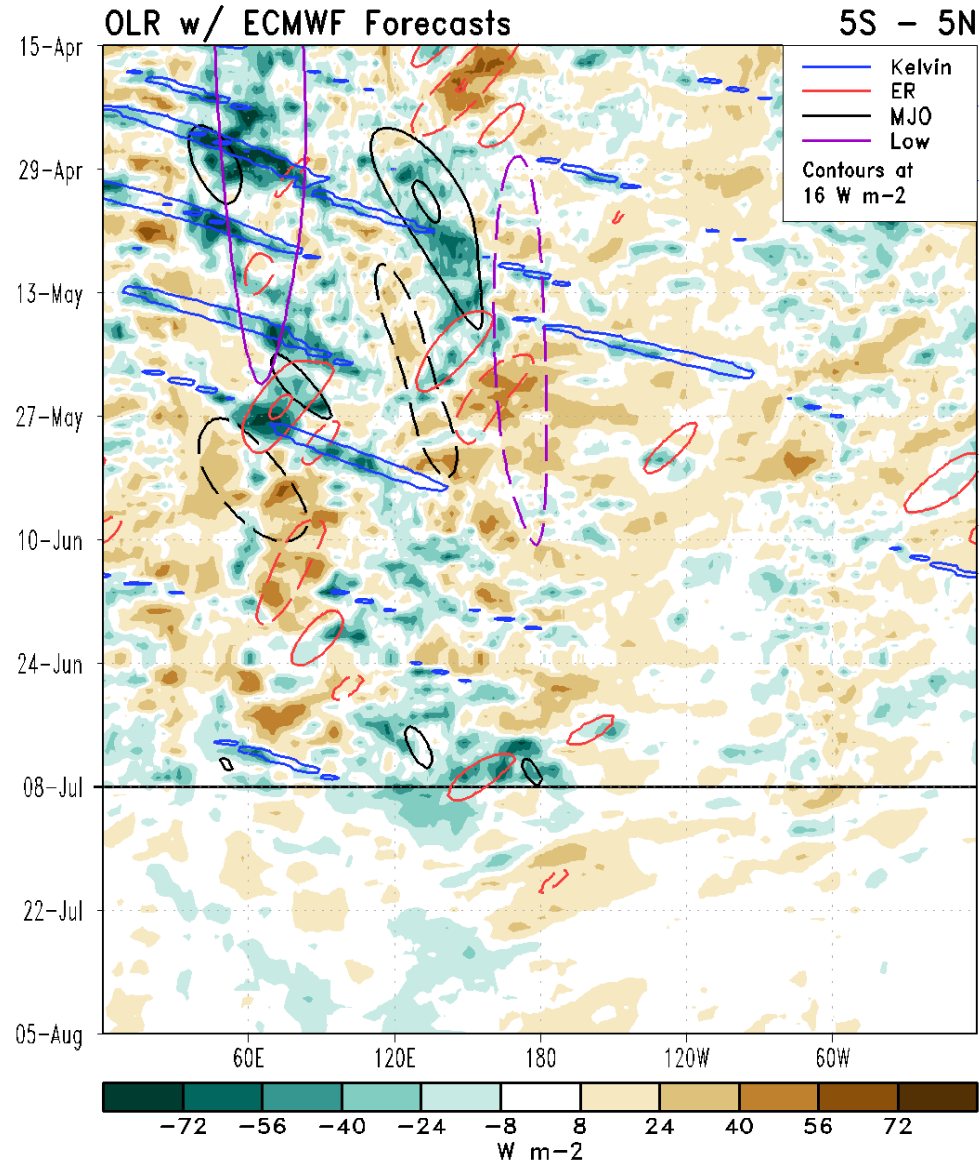 OLR w/ ECMWF Forecasts 5S - 5N
Kelvin
ER
MJO
Low
Contours at
16 W m-2
15-Apr
29-Apr
13-May
27-May
10-Jun
24-Jun
08-Jul
22-Jul
05-Aug
60E 120E 180 120W 60W
-72 -56 -40 -24 -8 8 24 40 56 72
W m-2